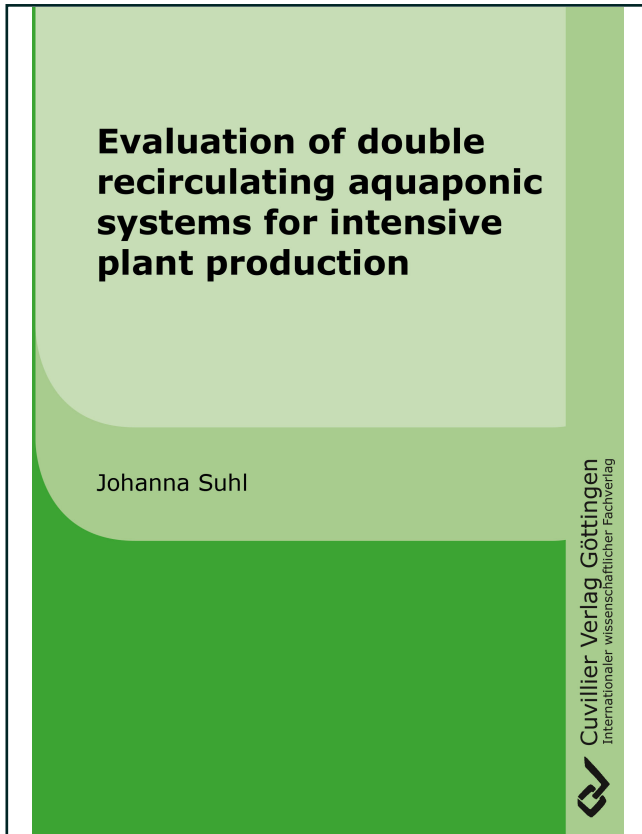 Evaluation of double
recirculating aquaponic
systems for intensive
plant production
Johanna Suhl
Cuvillier Verlag Göttingen
Internationaler wissenschaftlicher Fachverlag